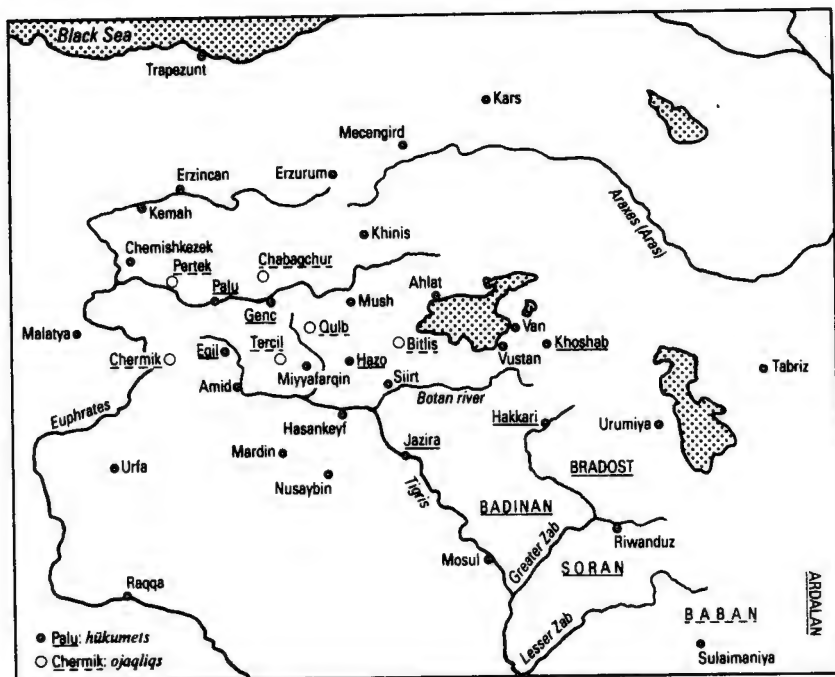 Black Sea
Trapezunt
Kars
Mecengird
Erzincan
Erzurum
Kemah
Araxes (Aras)
Khinis
Chemishkezek
Pertek
Chabagchur
Palu
Genc
Mush
Ahlat
Malatya
Qulb
Van
Chermik
Egil
Tercil
Hazo
Bitlis
Vustan
Khoshab
Tabriz
Miyyafarqin
Amid
Siirt
Botan river
Euphrates
Hasankeyf
Hakkari
Urumiya
Mardin
Jazira
Urfa
Nusaybin
BRADOST
Tigris
BADINAN
Mosul
Greater Zab
Riwanduz
SORAN
Raqqa
Lesser Zab
BABAN
ARDALAN
Sulaimaniya
Palu: hükumets
Chermik: ojaqliqs